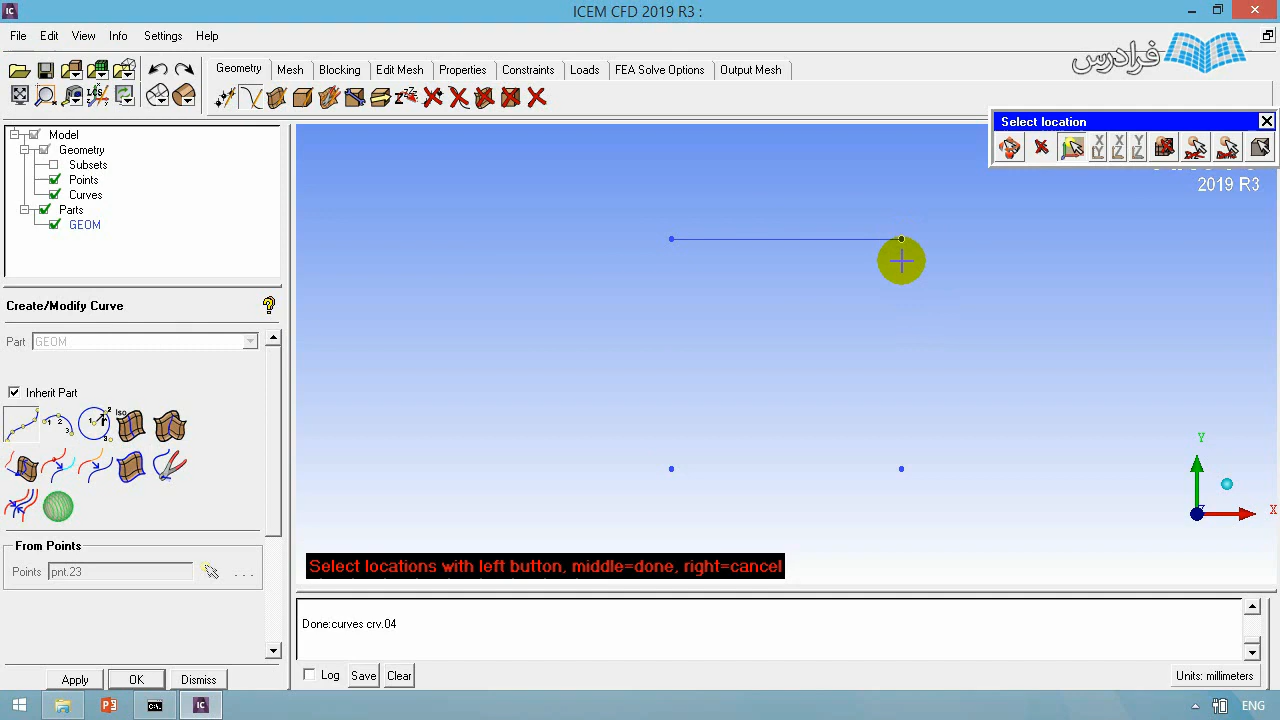 ICEM CFD 2019 R3 :
File Edit View Info Settings Help
فرادرس
Geometry Mesh Blocking Edit Mesh Properties Constraints Loads FEA Solve Options Output Mesh
Select location
Model
Geometry
Subsets
Points
Curves
Parts
GEOM
2019 R3
Create/Modify Curve
Part GEOM
Inherit Part
From Points
Points pnt.23 ...
Y
X
Select locations with left button, middle=done, right=cancel
Done:curves crv.04
Log Save Clear
Units: millimeters
Apply OK Dismiss
ENG